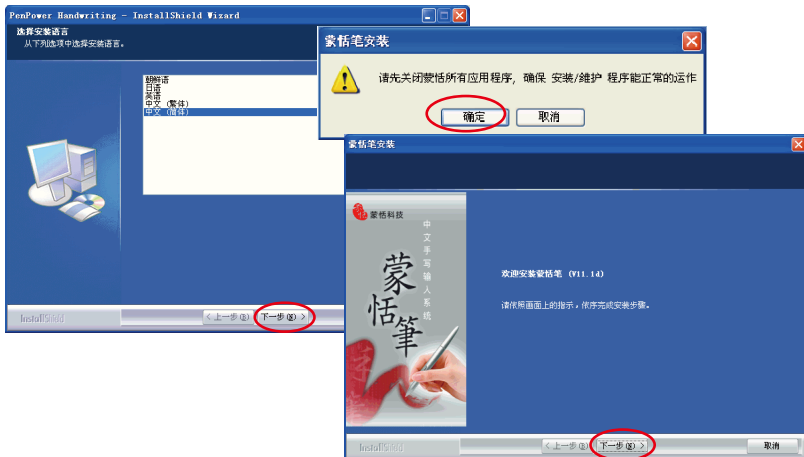 PenPower Handwriting - InstallShield Wizard
选择安装语言
从下列选项中选择安装语言。
朝鲜语
日语
英语
中文 (繁体)
中文 (简体)
InstallShield
< 上一步(B)
下一步(N) >
蒙恬笔安装
请先关闭蒙恬所有应用程序, 确保 安装/維护 程序能正常的运作
确定
取消
蒙恬笔安装
蒙恬科技
中文手写输人系统
蒙恬筆
欢迎安装蒙恬笔 (V11.1d)
请依照画面上的指示，依序完成安装步骤。
InstallShield
< 上一步(B)
下一步(N) >
取消